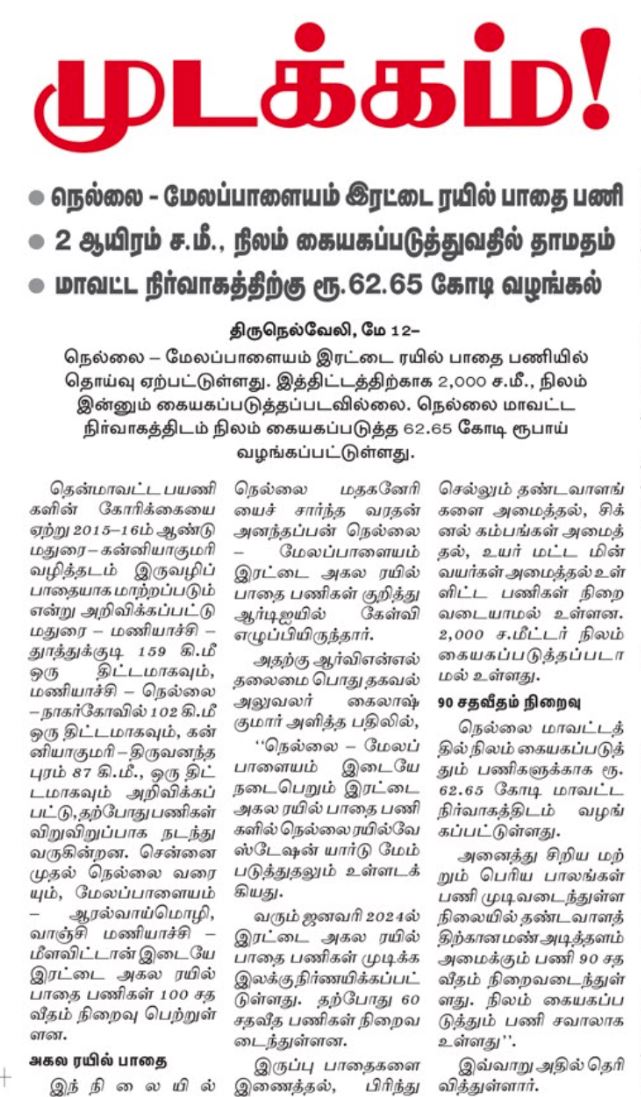 முடக்கம்!
● நெல்லை - மேலப்பாளையம் இரட்டை ரயில் பாதை பணி
● 2 ஆயிரம் ச.மீ., நிலம் கையகப்படுத்துவதில் தாமதம்
● மாவட்ட நிர்வாகத்திற்கு ரூ.62.65 கோடி வழங்கல்
திருநெல்வேலி, மே 12–
நெல்லை – மேலப்பாளையம் இரட்டை ரயில் பாதை பணியில்
தொய்வு ஏற்பட்டுள்ளது. இத்திட்டத்திற்காக 2,000 ச.மீ., நிலம்
இன்னும் கையகப்படுத்தப்படவில்லை. நெல்லை மாவட்ட
நிர்வாகத்திடம் நிலம் கையகப்படுத்த 62.65 கோடி ரூபாய்
வழங்கப்பட்டுள்ளது.
தென்மாவட்ட பயணி
களின் கோரிக்கையை
ஏற்று 2015–16ம் ஆண்டு
மதுரை–கன்னியாகுமரி
வழித்தடம் இருவழிப்
பாதையாக மாற்றப்படும்
என்று அறிவிக்கப்பட்டு
மதுரை – மணியாச்சி –
தூத்துக்குடி 159 கி.மீ
ஒரு திட்டமாகவும்,
மணியாச்சி – நெல்லை
–நாகர்கோவில் 102 கி.மீ
ஒரு திட்டமாகவும், கன்
னியாகுமரி–திருவனந்த
புரம் 87 கி.மீ., ஒரு திட்
டமாகவும் அறிவிக்கப்
பட்டு,தற்போது பணிகள்
விறுவிறுப்பாக நடந்து
வருகின்றன. சென்னை
முதல் நெல்லை வரை
யும், மேலப்பாளையம்
– ஆரல்வாய்மொழி,
வாஞ்சி மணியாச்சி –
மீளவிட்டான் இடையே
இரட்டை அகல ரயில்
பாதை பணிகள் 100 சத
வீதம் நிறைவு பெற்றுள்
ளன.
அகல ரயில் பாதை
இந் நிலையில்
நெல்லை மதகனேரி
யைச் சார்ந்த வரதன்
அனந்தப்பன் நெல்லை
– மேலப்பாளையம்
இரட்டை அகல ரயில்
பாதை பணிகள் குறித்து
ஆர்டிஐயில் கேள்வி
எழுப்பியிருந்தார்.
அதற்கு ஆர்விஎன்எல்
தலைமை பொது தகவல்
அலுவலர் கைலாஷ்
குமார் அளித்த பதிலில்,
''நெல்லை – மேலப்
பாளையம் இடையே
நடைபெறும் இரட்டை
அகல ரயில் பாதை பணி
களில் நெல்லை ரயில்வே
ஸ்டேஷன் யார்டு மேம்
படுத்துதலும் உள்ளடக்
கியது.
வரும் ஜனவரி 2024ல்
இரட்டை அகல ரயில்
பாதை பணிகள் முடிக்க
இலக்கு நிர்ணயிக்கப்பட்
டுள்ளது. தற்போது 60
சதவீத பணிகள் நிறைவ
டைந்துள்ளன.
இருப்பு பாதைகளை
இணைத்தல், பிரிந்து
செல்லும் தண்டவாளங்
களை அமைத்தல், சிக்
னல் கம்பங்கள் அமைத்
தல், உயர் மட்ட மின்
வயர்கள் அமைத்தல் உள்
ளிட்ட பணிகள் நிறை
வடையாமல் உள்ளன.
2,000 ச.மீட்டர் நிலம்
கையகப்படுத்தப்படா
மல் உள்ளது.
90 சதவீதம் நிறைவு
நெல்லை மாவட்டத்
தில் நிலம் கையகப்படுத்
தும் பணிகளுக்காக ரூ.
62.65 கோடி மாவட்ட
நிர்வாகத்திடம் வழங்
கப்பட்டுள்ளது.
அனைத்து சிறிய மற்
றும் பெரிய பாலங்கள்
பணி முடிவடைந்துள்ள
நிலையில் தண்டவாளத்
திற்கான மண் அடித்தளம்
அமைக்கும் பணி 90 சத
வீதம் நிறைவடைந்துள்
ளது. நிலம் கையகப்ப
டுத்தும் பணி சவாலாக
உள்ளது''.
இவ்வாறு அதில் தெரி
வித்துள்ளார்.